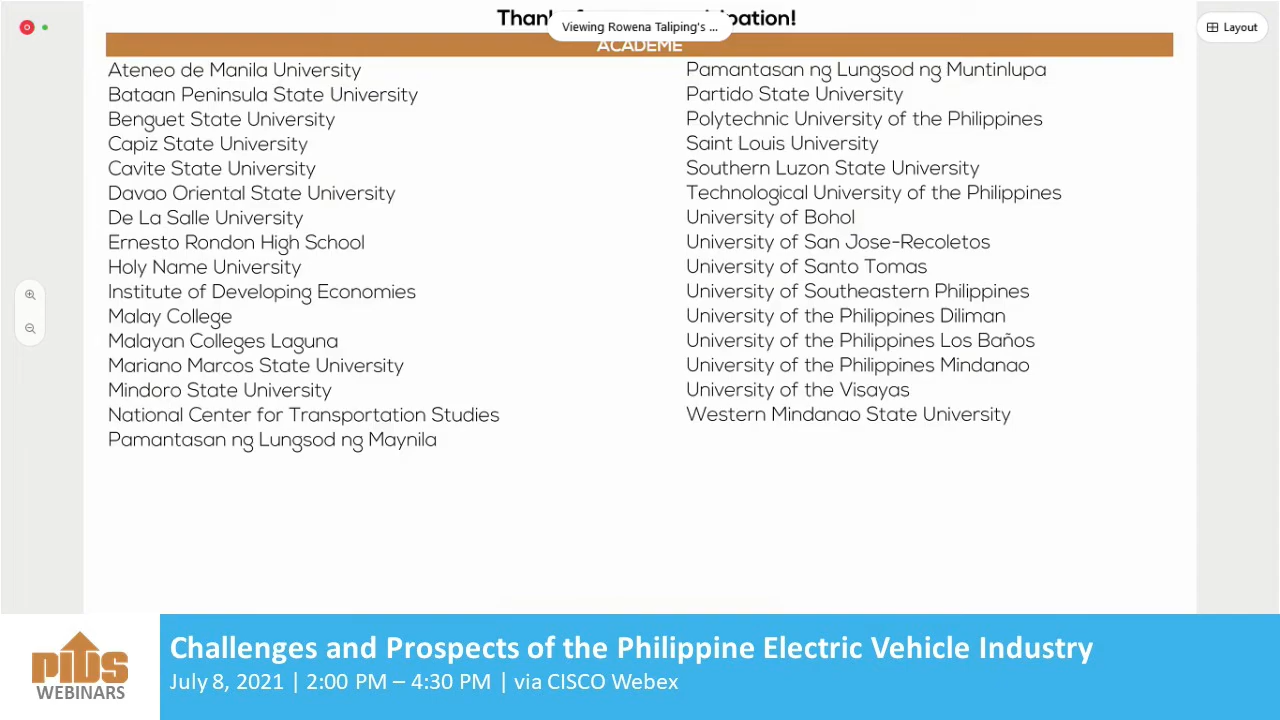 Viewing Rowena Taliping's ...
Layout
ACADEME
Ateneo de Manila University
Bataan Peninsula State University
Benguet State University
Capiz State University
Cavite State University
Davao Oriental State University
De La Salle University
Ernesto Rondon High School
Holy Name University
Institute of Developing Economies
Malay College
Malayan Colleges Laguna
Mariano Marcos State University
Mindoro State University
National Center for Transportation Studies
Pamantasan ng Lungsod ng Maynila
Pamantasan ng Lungsod ng Muntinlupa
Partido State University
Polytechnic University of the Philippines
Saint Louis University
Southern Luzon State University
Technological University of the Philippines
University of Bohol
University of San Jose-Recoletos
University of Santo Tomas
University of Southeastern Philippines
University of the Philippines Diliman
University of the Philippines Los Baños
University of the Philippines Mindanao
University of the Visayas
Western Mindanao State University
PIDS
WEBINARS
Challenges and Prospects of the Philippine Electric Vehicle Industry
July 8, 2021 | 2:00 PM – 4:30 PM | via CISCO Webex